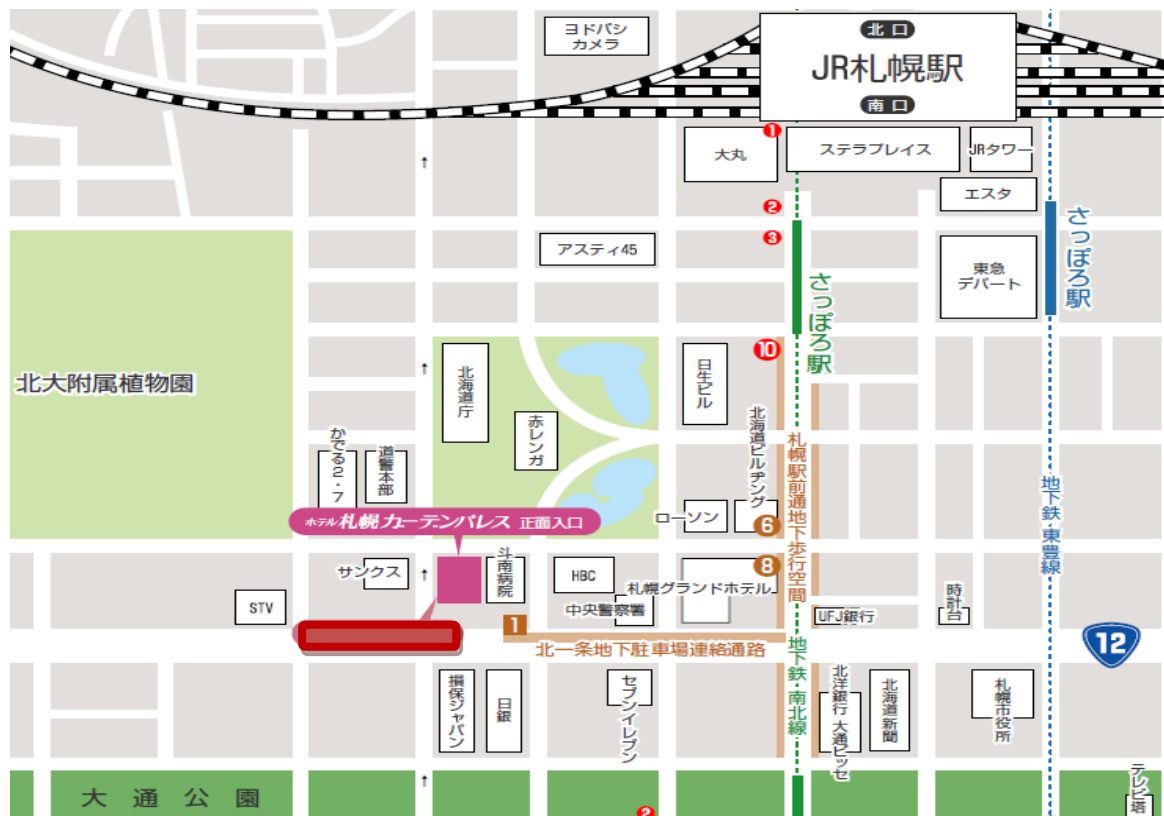 ヨドバシ
カメラ
北口
JR札幌駅
南口
1
大丸
ステラプレイス
JRタワー
エスタ
2
3
アスティ45
東急
デパート
さっぽろ駅
さっぽろ駅
10
北大附属植物園
北海道庁
赤レンガ
日生ビル
北海道ビルヂング
かでる2・7
道警本部
札幌駅前通地下歩行空間
地下鉄 東豊線
ローソン
6
ホテル 札幌ガーデンパレス 正面入口
サンクス
斗南病院
HBC
8
札幌グランドホテル
中央警察署
STV
UFJ銀行
時計台
1
北一条地下駐車場連絡通路
12
地下鉄 南北線
損保ジャパン
日銀
セブンイレブン
北洋銀行 大通ビッセ
北海道新聞
札幌市役所
大通公園
2
テレビ塔